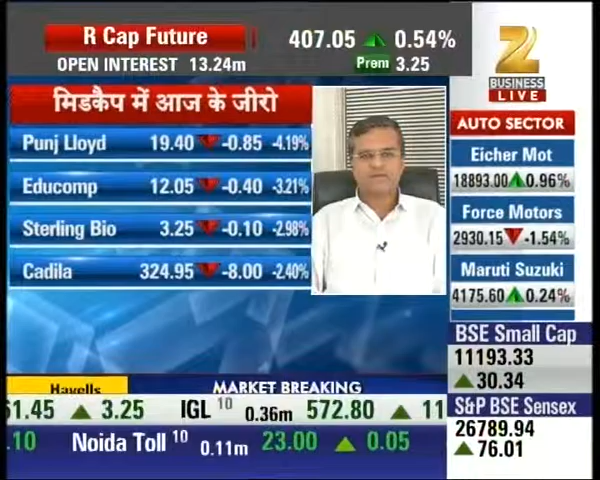 R Cap Future
407.05 ▲ 0.54%
OPEN INTEREST 13.24m
Prem 3.25
Z
BUSINESS
LIVE
मिडकैप में आज के जीरो
Punj Lloyd 19.40 ▼ -0.85 -4.19%
Educomp 12.05 ▼ -0.40 -3.21%
Sterling Bio 3.25 ▼ -0.10 -2.98%
Cadila 324.95 ▼ -8.00 -2.40%
AUTO SECTOR
Eicher Mot
18893.00 ▲ 0.96%
Force Motors
2930.15 ▼ -1.54%
Maruti Suzuki
4175.60 ▲ 0.24%
BSE Small Cap
11193.33
▲ 30.34
S&P BSE Sensex
26789.94
▲ 76.01
Havells
MARKET BREAKING
61.45 ▲ 3.25 IGL 10 0.36m 572.80 ▲ 11
.10 Noida Toll 10 0.11m 23.00 ▲ 0.05